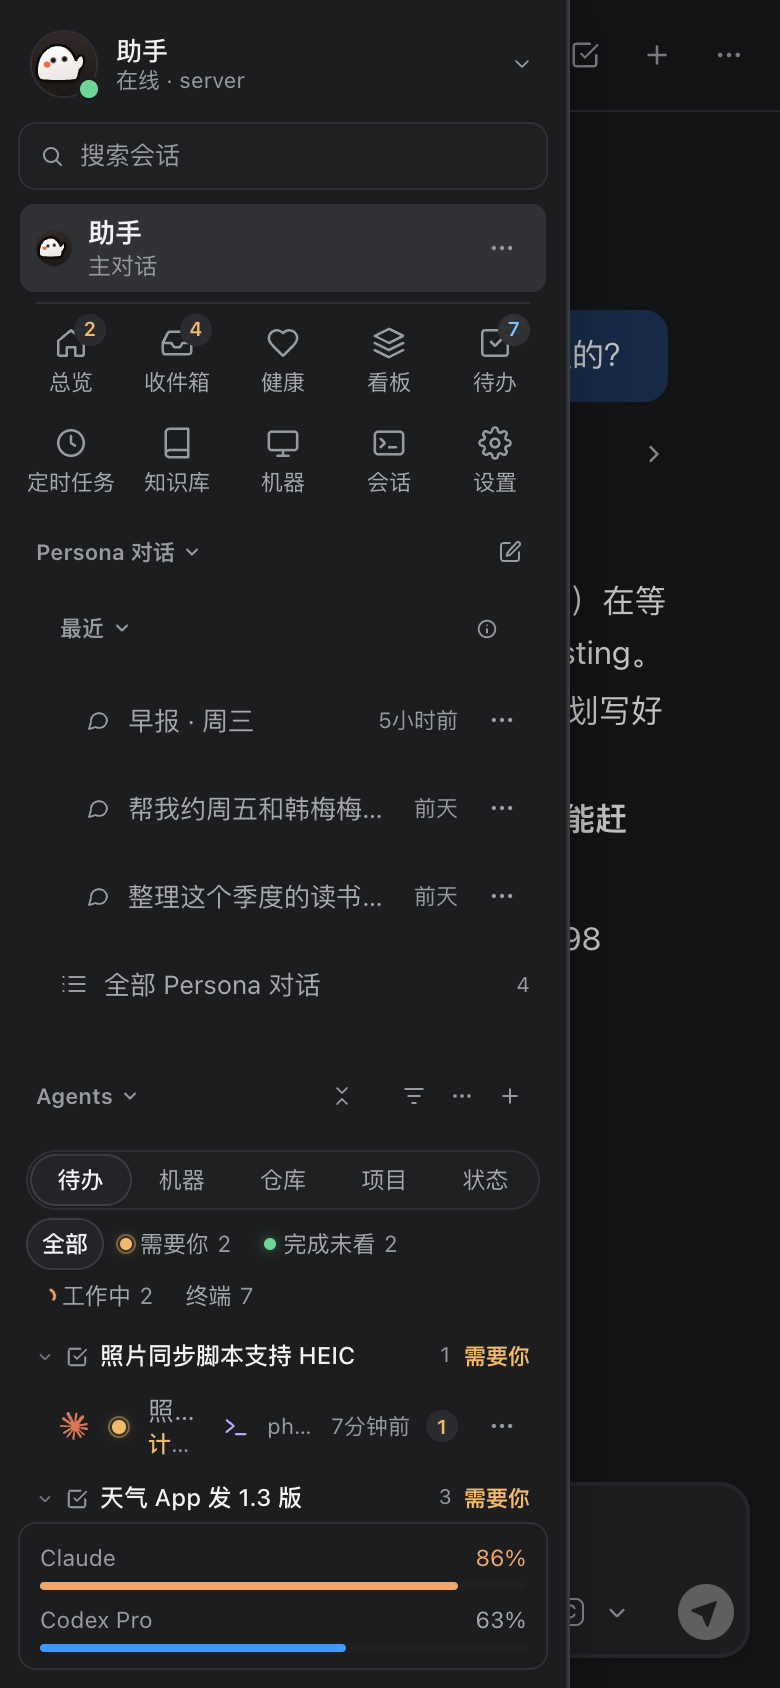 助手
在线 · server
搜索会话
助手
主对话
2 4 7
总览 收件箱 健康 看板 待办
定时任务 知识库 机器 会话 设置
Persona 对话
最近
早报 · 周三 5小时前
帮我约周五和韩梅梅... 前天
整理这个季度的读书... 前天
全部 Persona 对话 4
Agents
待办 机器 仓库 项目 状态
全部 需要你 2 完成未看 2
工作中 2 终端 7
照片同步脚本支持 HEIC 1 需要你
照...
计... ph... 7分钟前 1
天气 App 发 1.3 版 3 需要你
Claude 86%
Codex Pro 63%
的?
）在等
sting。
划写好
能赶
98